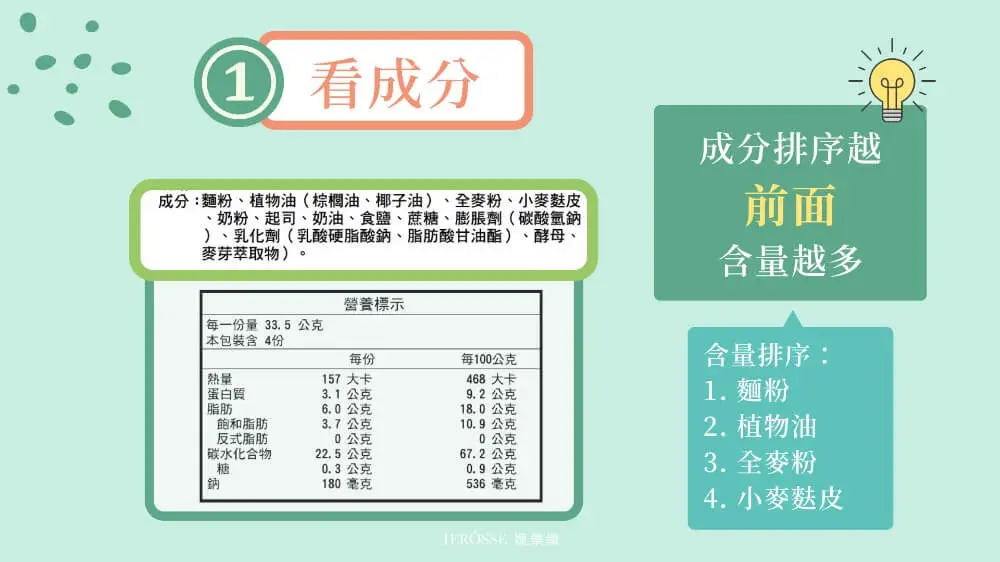 1 看成分
成分:麵粉、植物油（棕櫚油、椰子油）、全麥粉、小麥麩皮
、奶粉、起司、奶油、食鹽、蔗糖、膨脹劑（碳酸氫鈉
）、乳化劑（乳酸硬脂酸鈉、脂肪酸甘油酯）、酵母、
麥芽萃取物）。
營養標示
每一份量 33.5 公克
本包裝含 4份
每份 每100公克
熱量 157 大卡 468 大卡
蛋白質 3.1 公克 9.2 公克
脂肪 6.0 公克 18.0 公克
飽和脂肪 3.7 公克 10.9 公克
反式脂肪 0 公克 0 公克
碳水化合物 22.5 公克 67.2 公克
糖 0.3 公克 0.9 公克
鈉 180 毫克 536 毫克
成分排序越
前面
含量越多
含量排序：
1. 麵粉
2. 植物油
3. 全麥粉
4. 小麥麩皮
JEROSSE 婕樂纖